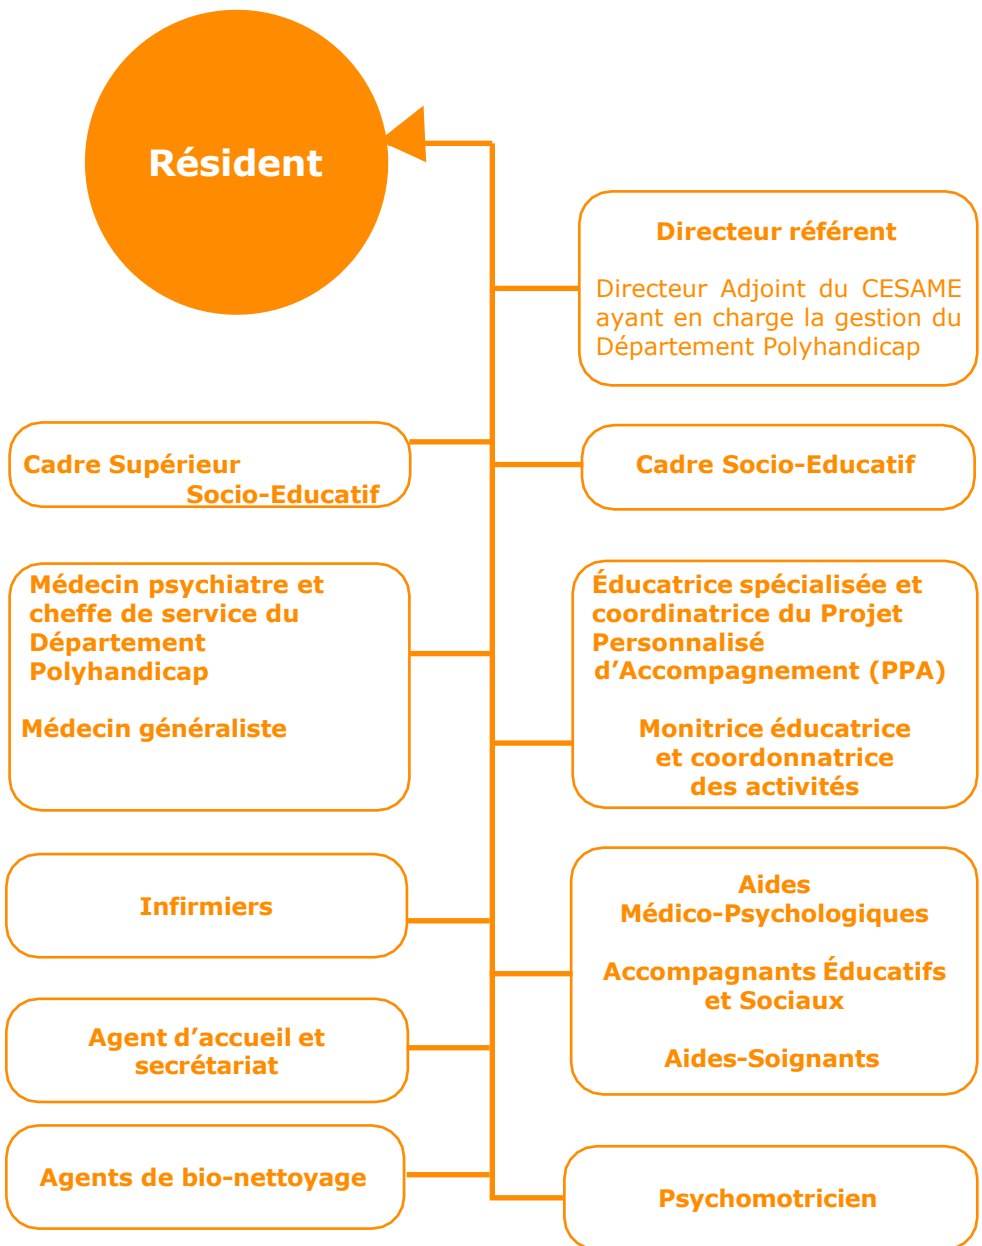 Résident
Directeur référent
Directeur Adjoint du CESAME
ayant en charge la gestion du
Département Polyhandicap
Cadre Supérieur
Socio-Educatif
Cadre Socio-Educatif
Médecin psychiatre et
cheffe de service du
Département
Polyhandicap
Médecin généraliste
Éducatrice spécialisée et
coordinatrice du Projet
Personnalisé
d’Accompagnement (PPA)
Monitrice éducatrice
et coordonnatrice
des activités
Infirmiers
Aides
Médico-Psychologiques
Accompagnants Éducatifs
et Sociaux
Aides-Soignants
Agent d’accueil et
secrétariat
Agents de bio-nettoyage
Psychomotricien